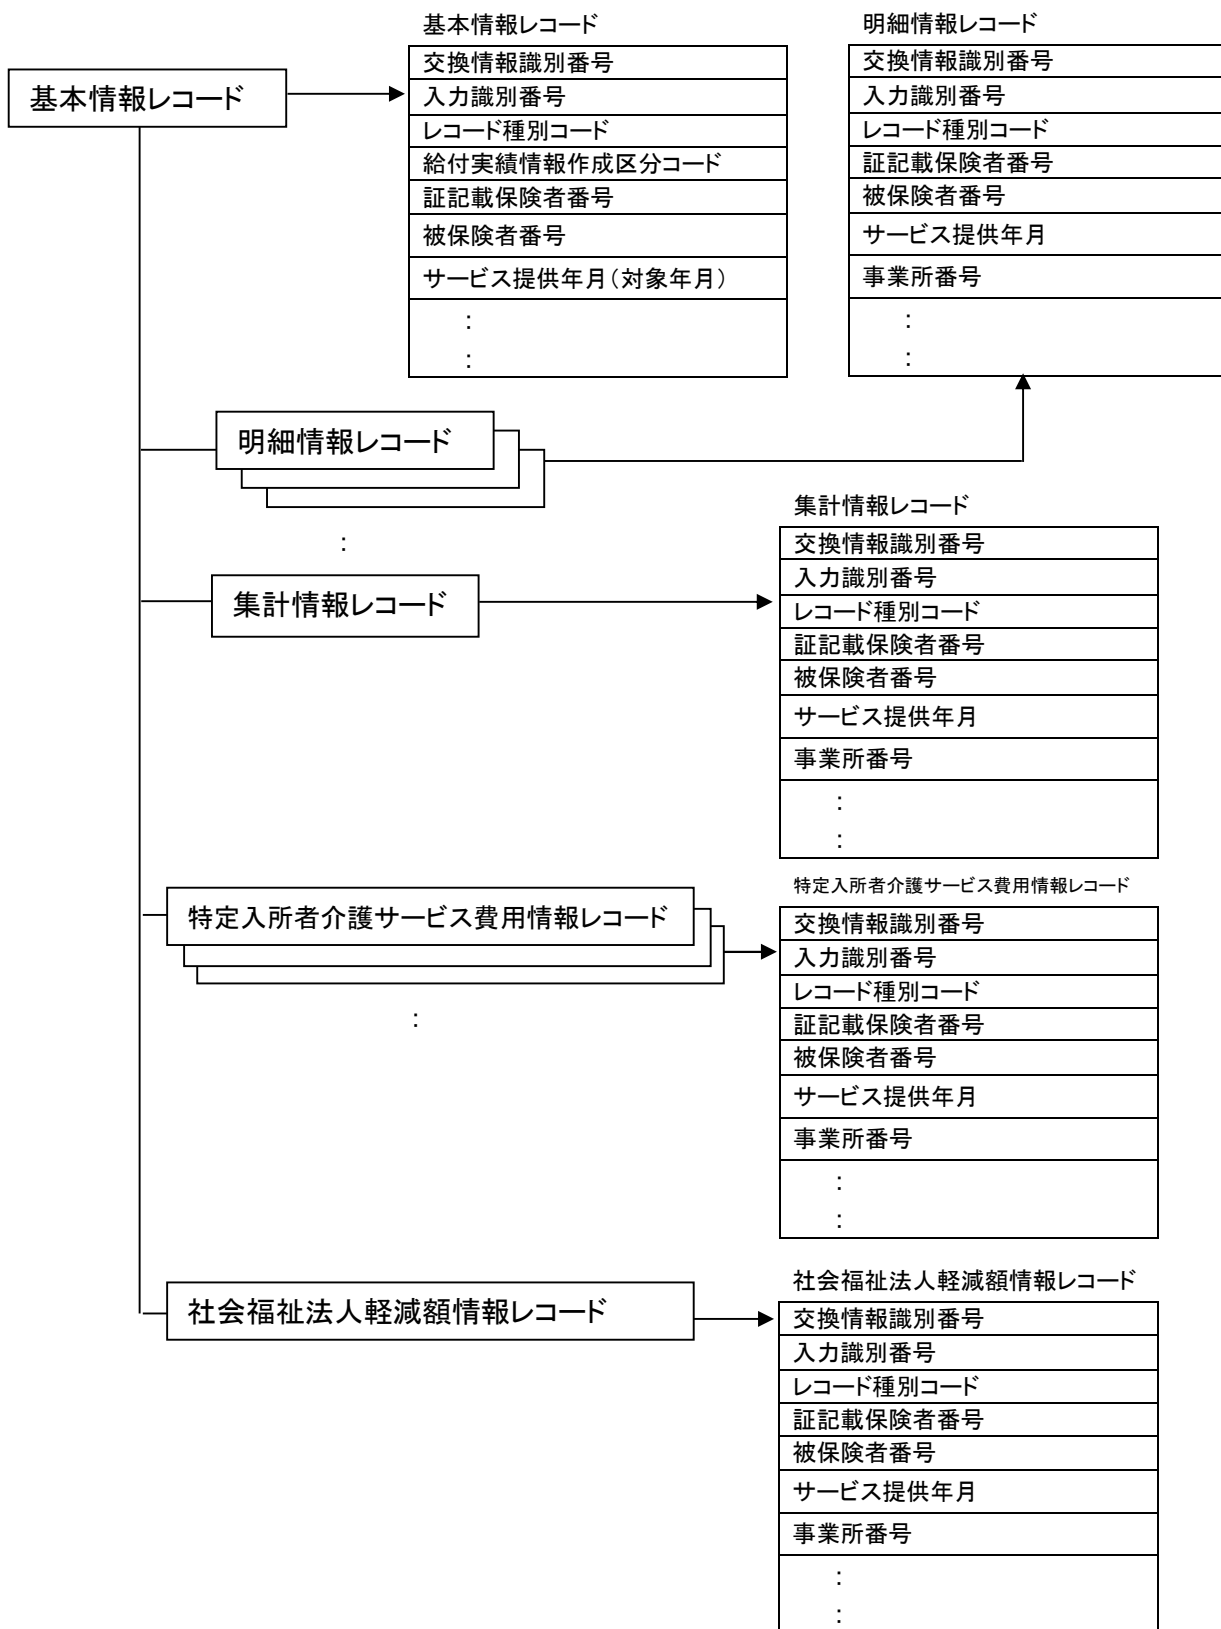 基本情報レコード
基本情報レコード
交換情報識別番号
入力識別番号
レコード種別コード
給付実績情報作成区分コード
証記載保険者番号
被保険者番号
サービス提供年月(対象年月)
:
:
明細情報レコード
交換情報識別番号
入力識別番号
レコード種別コード
証記載保険者番号
被保険者番号
サービス提供年月
事業所番号
:
:
明細情報レコード
:
集計情報レコード
集計情報レコード
交換情報識別番号
入力識別番号
レコード種別コード
証記載保険者番号
被保険者番号
サービス提供年月
事業所番号
:
:
特定入所者介護サービス費用情報レコード
:
特定入所者介護サービス費用情報レコード
交換情報識別番号
入力識別番号
レコード種別コード
証記載保険者番号
被保険者番号
サービス提供年月
事業所番号
:
:
社会福祉法人軽減額情報レコード
社会福祉法人軽減額情報レコード
交換情報識別番号
入力識別番号
レコード種別コード
証記載保険者番号
被保険者番号
サービス提供年月
事業所番号
:
: